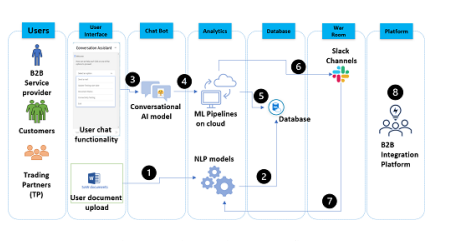 Users
User
Interface
Chat Bot
Analytics
Database
War
Room
Platform
Conversation Assistant
B2B
Service
provider
Customers
Trading
Partners
(TP)
User chat
functionality
User document
upload
3
Conversational
AI model
4
ML Pipelines
on cloud
5
Database
6
Slack
Channels
NLP models
1
2
7
8
B2B
Integration
Platform